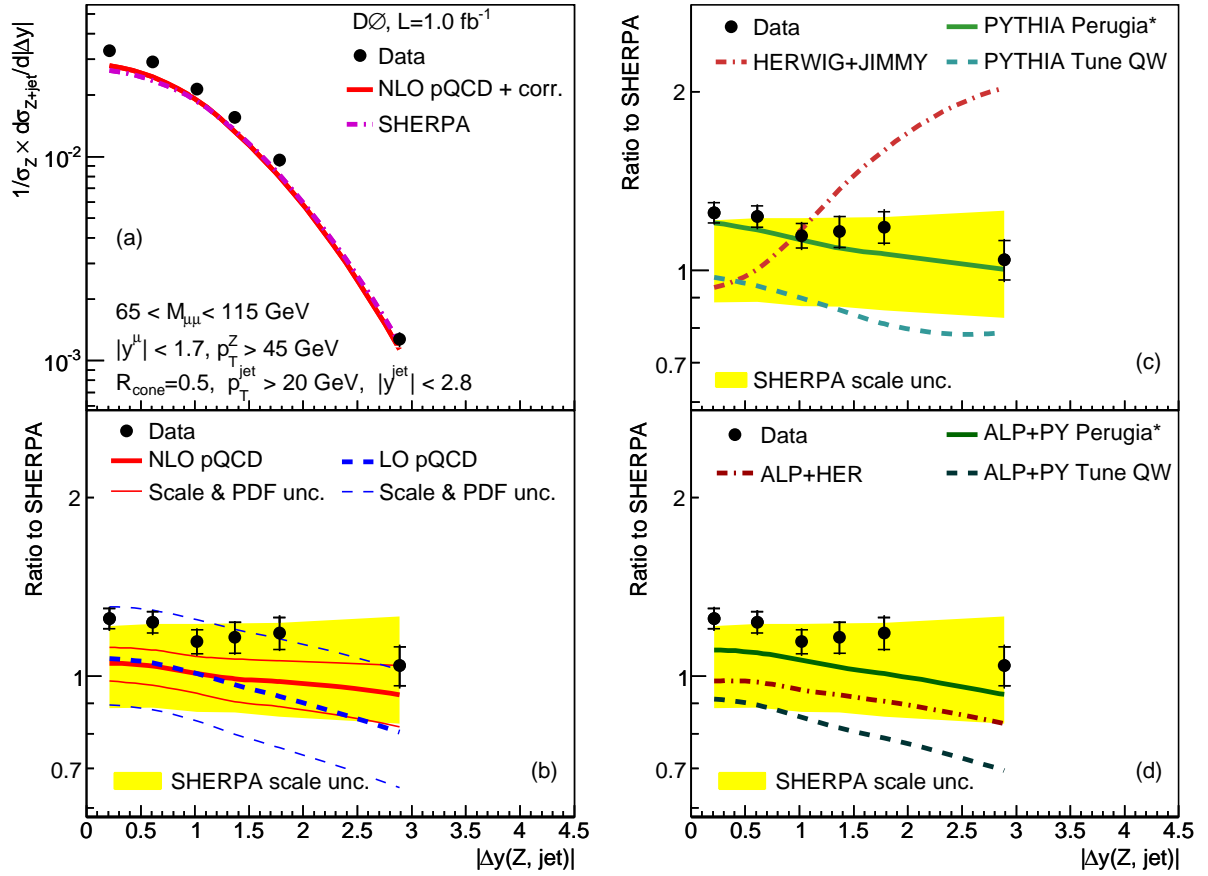 1/σ_Z × dσ_Z+jet/d|Δy|
10⁻²
10⁻³
DØ, L=1.0 fb⁻¹
Data
NLO pQCD + corr.
SHERPA
(a)
65 < M_μμ < 115 GeV
|y^μ| < 1.7, p_T^Z > 45 GeV
R_cone=0.5, p_T^jet > 20 GeV, |y^jet| < 2.8
Ratio to SHERPA
2
1
0.7
Data
PYTHIA Perugia*
HERWIG+JIMMY
PYTHIA Tune QW
(c)
SHERPA scale unc.
Ratio to SHERPA
2
1
0.7
Data
NLO pQCD
LO pQCD
Scale & PDF unc.
Scale & PDF unc.
SHERPA scale unc.
(b)
0 0.5 1 1.5 2 2.5 3 3.5 4 4.5
|Δy(Z, jet)|
Ratio to SHERPA
2
1
0.7
Data
ALP+PY Perugia*
ALP+HER
ALP+PY Tune QW
SHERPA scale unc.
(d)
0 0.5 1 1.5 2 2.5 3 3.5 4 4.5
|Δy(Z, jet)|